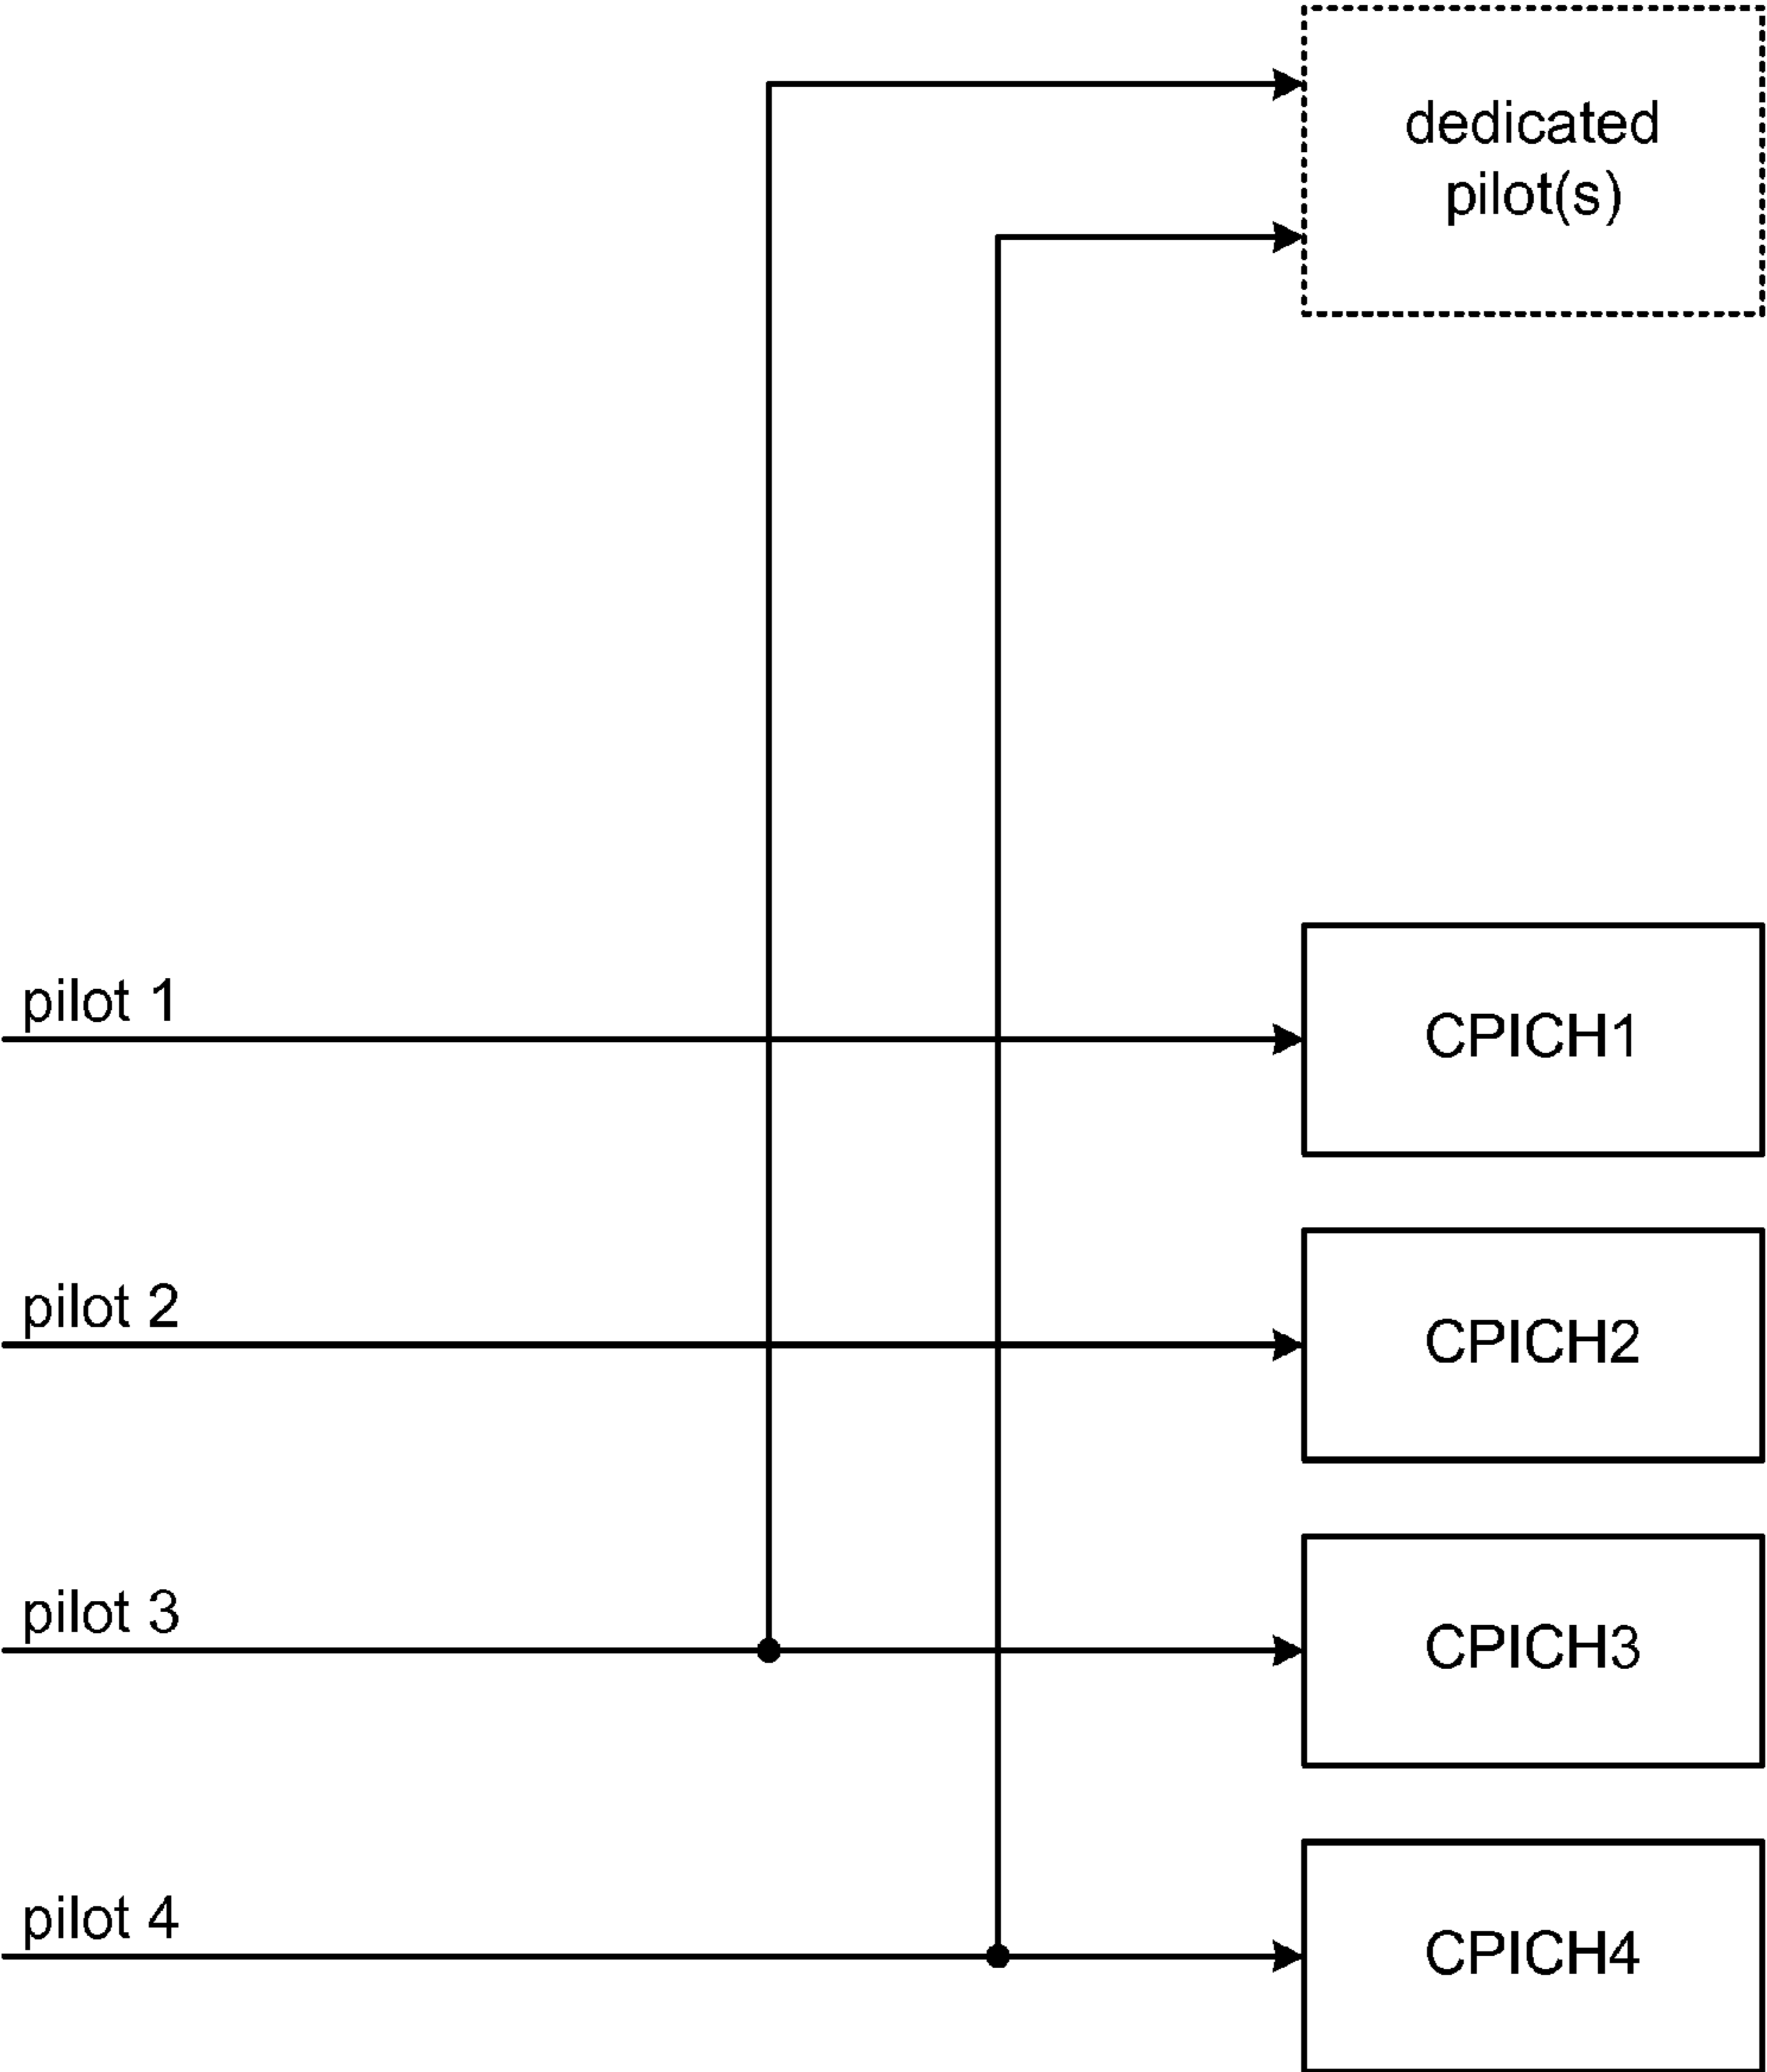 dedicated
pilot(s)
pilot 1
CPICH1
pilot 2
CPICH2
pilot 3
CPICH3
pilot 4
CPICH4